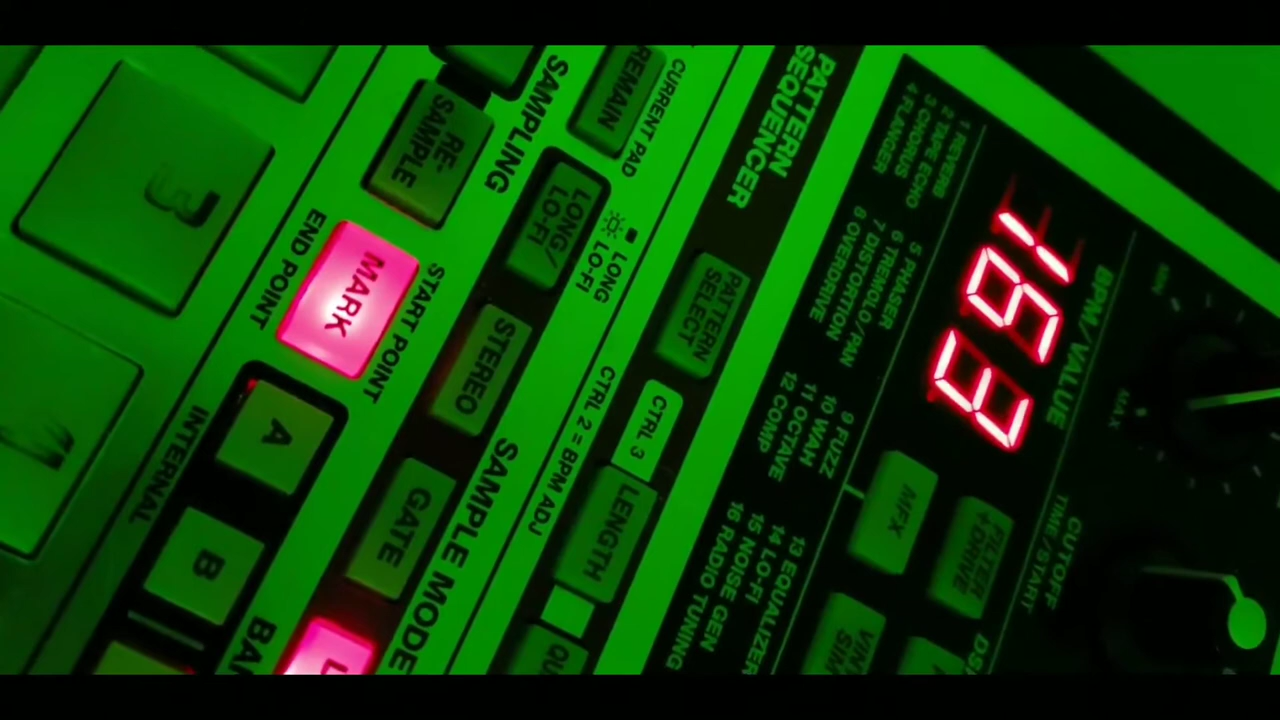 PATTERN
SEQUENCER
1 REVERB
2 TAPE ECHO
3 CHORUS
4 FLANGER
5 PHASER
6 TREMOLO/PAN
7 DISTORTION
8 OVERDRIVE
9 FUZZ
10 WAH
11 OCTAVE
12 COMP
13 EQUALIZER
14 LO-FI
15 NOISE GEN
16 RADIO TUNING
BPM/VALUE
MIN
MAX
CUTOFF
TIME/START
MFX
FILTER
+DRIVE
CURRENT PAD
REMAIN
PATTERN
SELECT
CTRL 3
LENGTH
CTRL 2 = BPM ADJ
SAMPLING
RE-
SAMPLE
LONG/
LO-FI
LONG
LO-FI
STEREO
GATE
SAMPLE MODE
START POINT
MARK
END POINT
INTERNAL
A
B
3